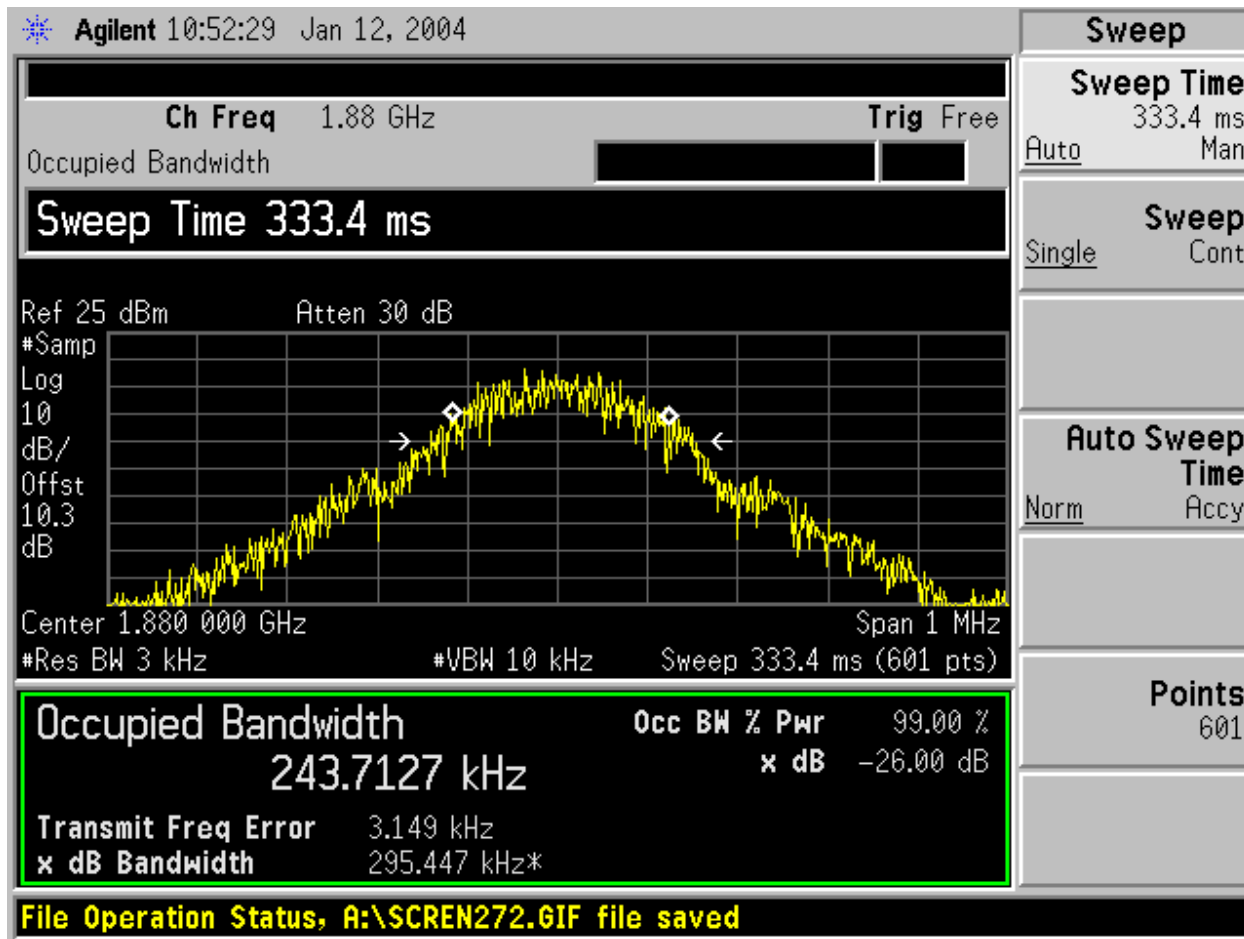 Agilent 10:52:29 Jan 12, 2004
Sweep
Ch Freq 1.88 GHz
Trig Free
Occupied Bandwidth
Sweep Time 333.4 ms
Sweep Time
333.4 ms
Auto Man
Sweep
Single Cont
Auto Sweep
Time
Norm Accy
Points
601
Ref 25 dBm
Atten 30 dB
#Samp
Log
10
dB/
Offst
10.3
dB
Center 1.880 000 GHz
Span 1 MHz
#Res BW 3 kHz
#VBW 10 kHz
Sweep 333.4 ms (601 pts)
Occupied Bandwidth
243.7127 kHz
Occ BW % Pwr 99.00 %
x dB -26.00 dB
Transmit Freq Error 3.149 kHz
x dB Bandwidth 295.447 kHz*
File Operation Status, A:\SCREN272.GIF file saved